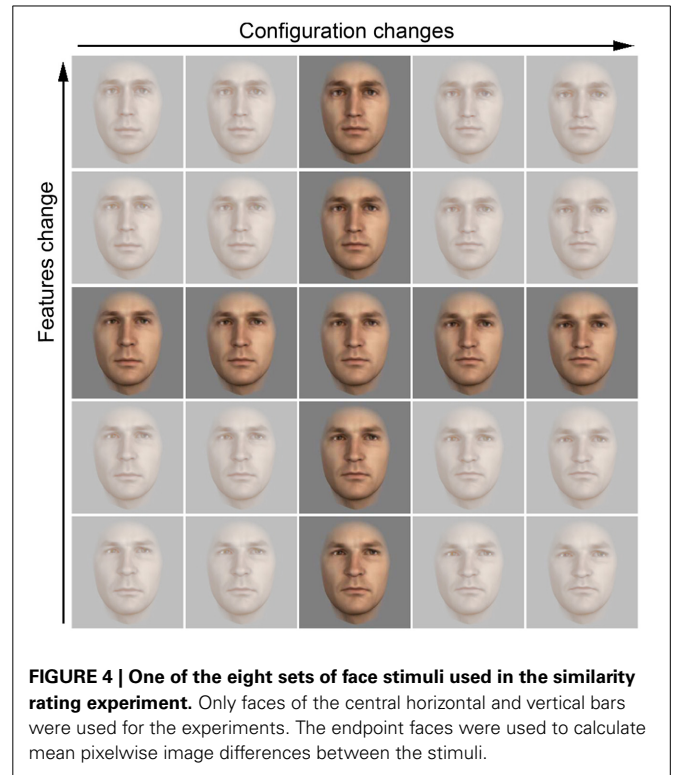 Configuration changes
Features change
FIGURE 4 | One of the eight sets of face stimuli used in the similarity
rating experiment. Only faces of the central horizontal and vertical bars
were used for the experiments. The endpoint faces were used to calculate
mean pixelwise image differences between the stimuli.